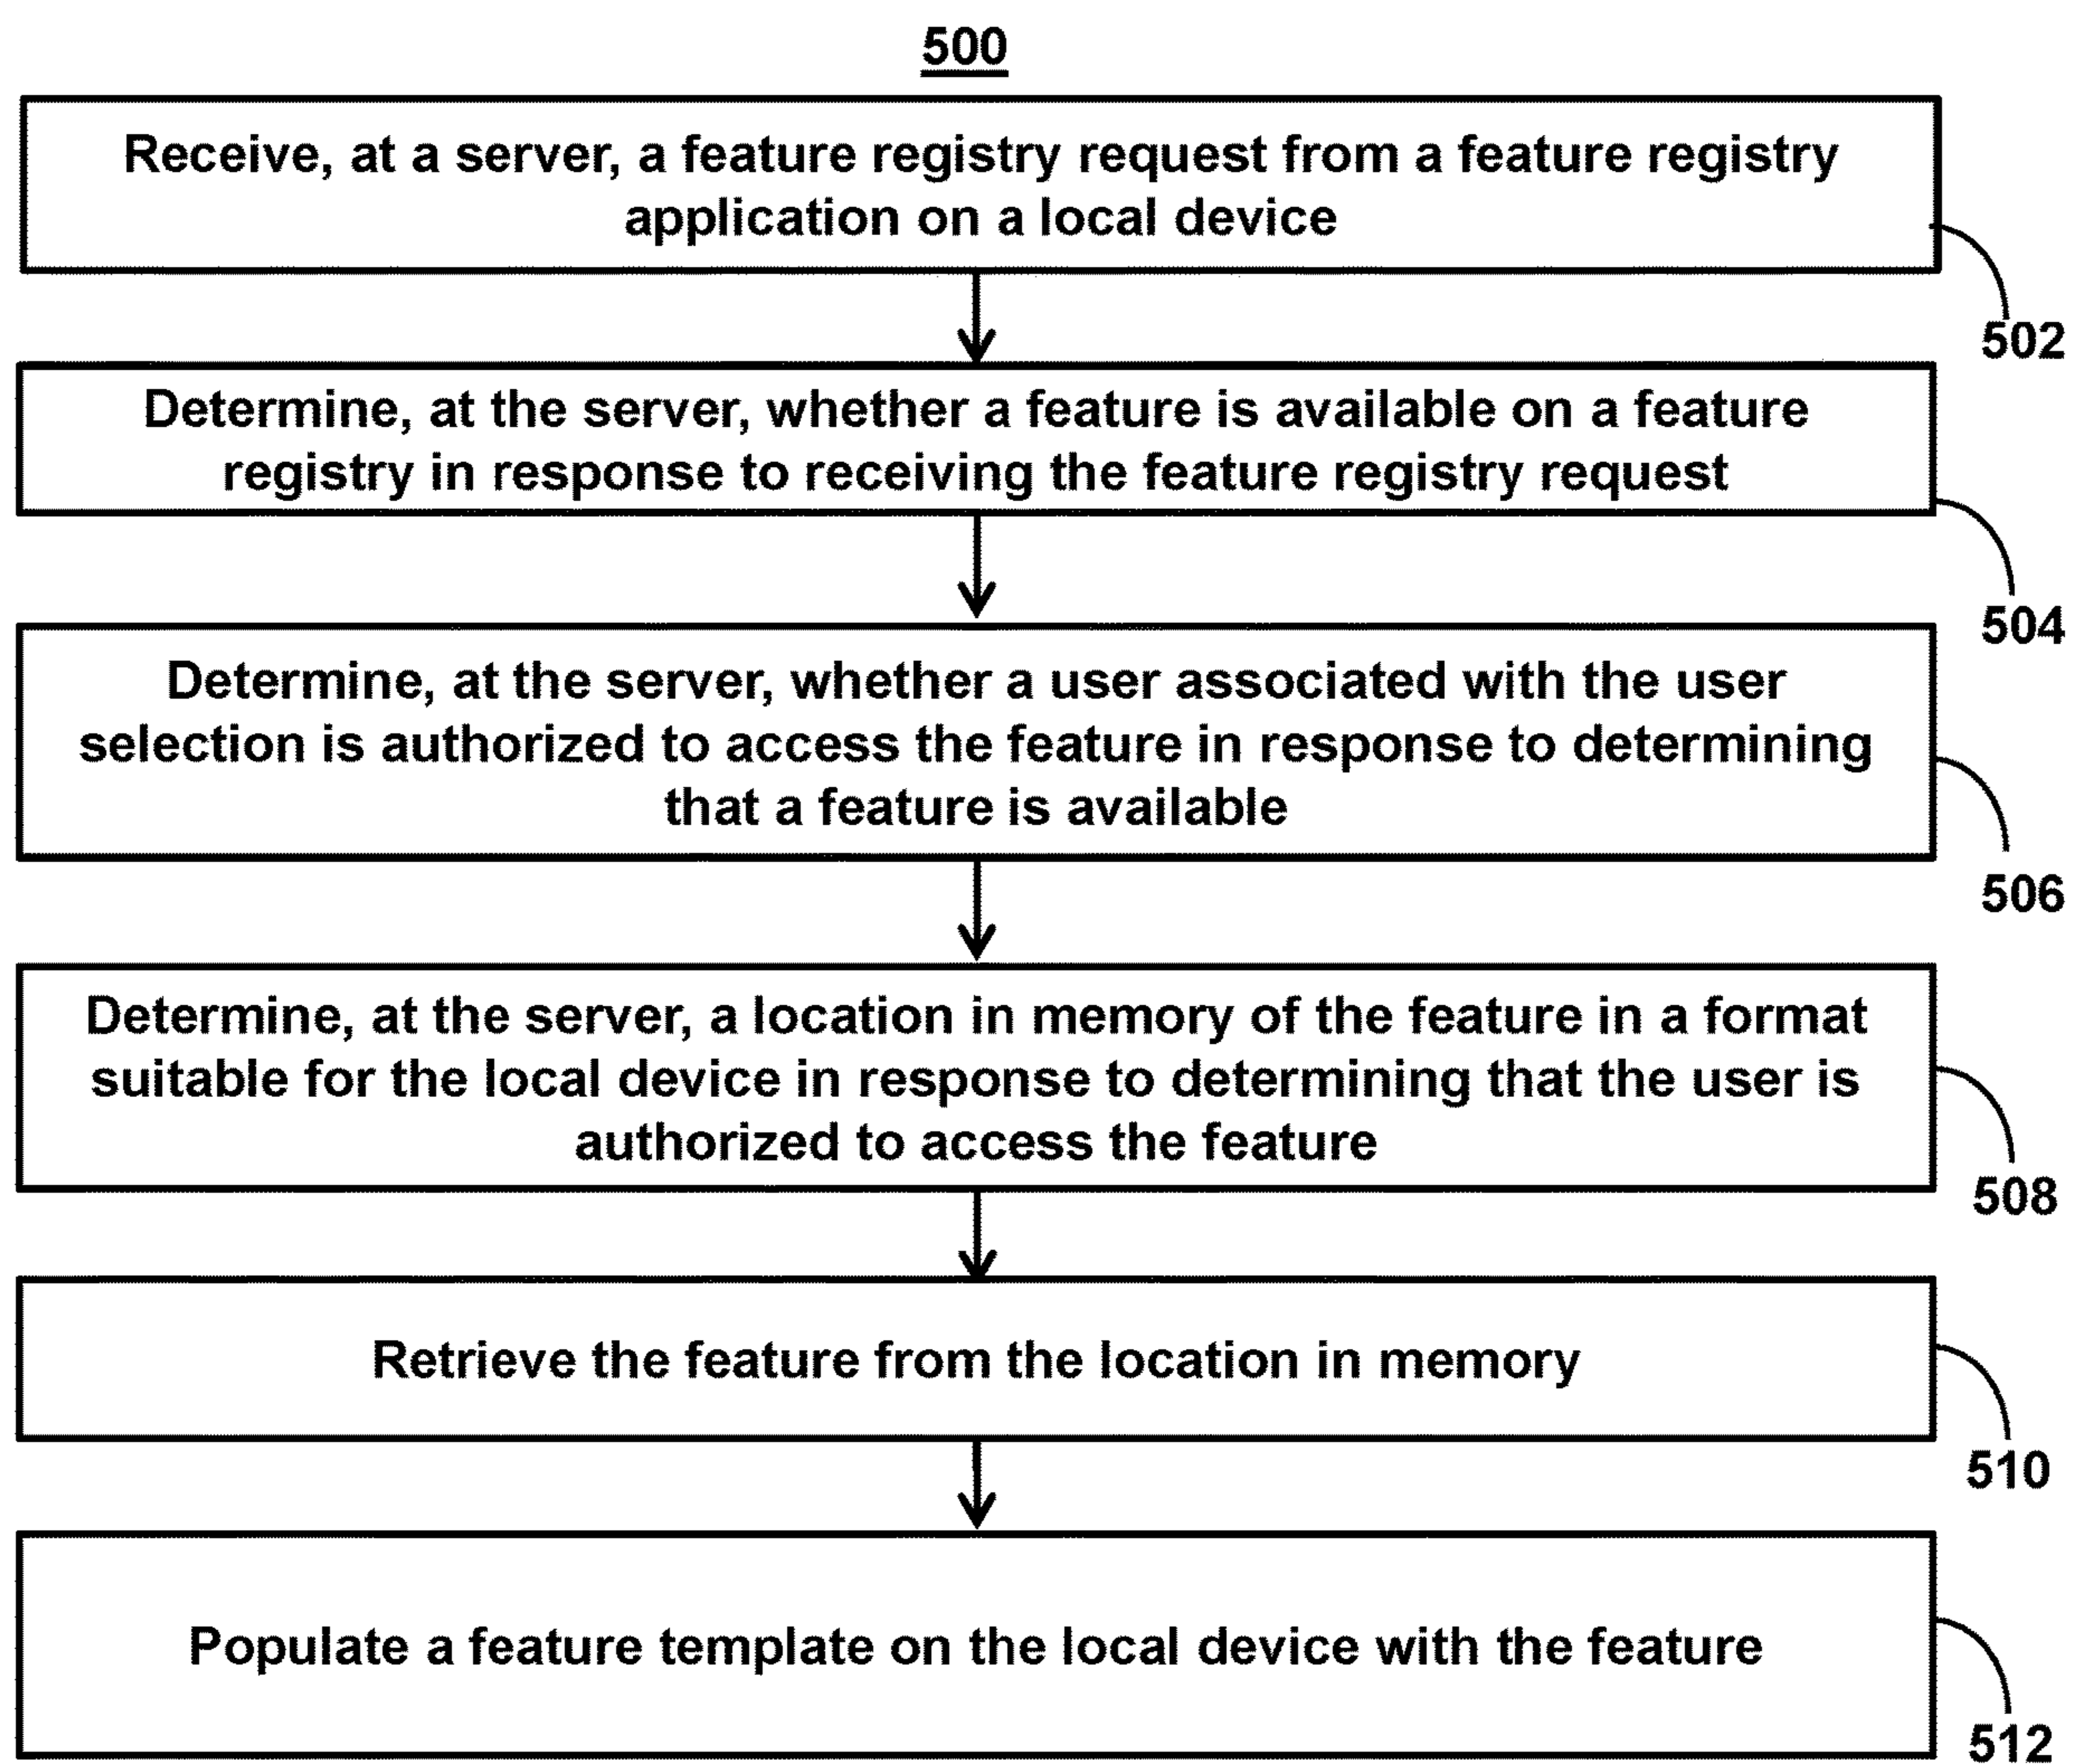 500
Receive, at a server, a feature registry request from a feature registry
application on a local device
502
Determine, at the server, whether a feature is available on a feature
registry in response to receiving the feature registry request
504
Determine, at the server, whether a user associated with the user
selection is authorized to access the feature in response to determining
that a feature is available
506
Determine, at the server, a location in memory of the feature in a format
suitable for the local device in response to determining that the user is
authorized to access the feature
508
Retrieve the feature from the location in memory
510
Populate a feature template on the local device with the feature
512